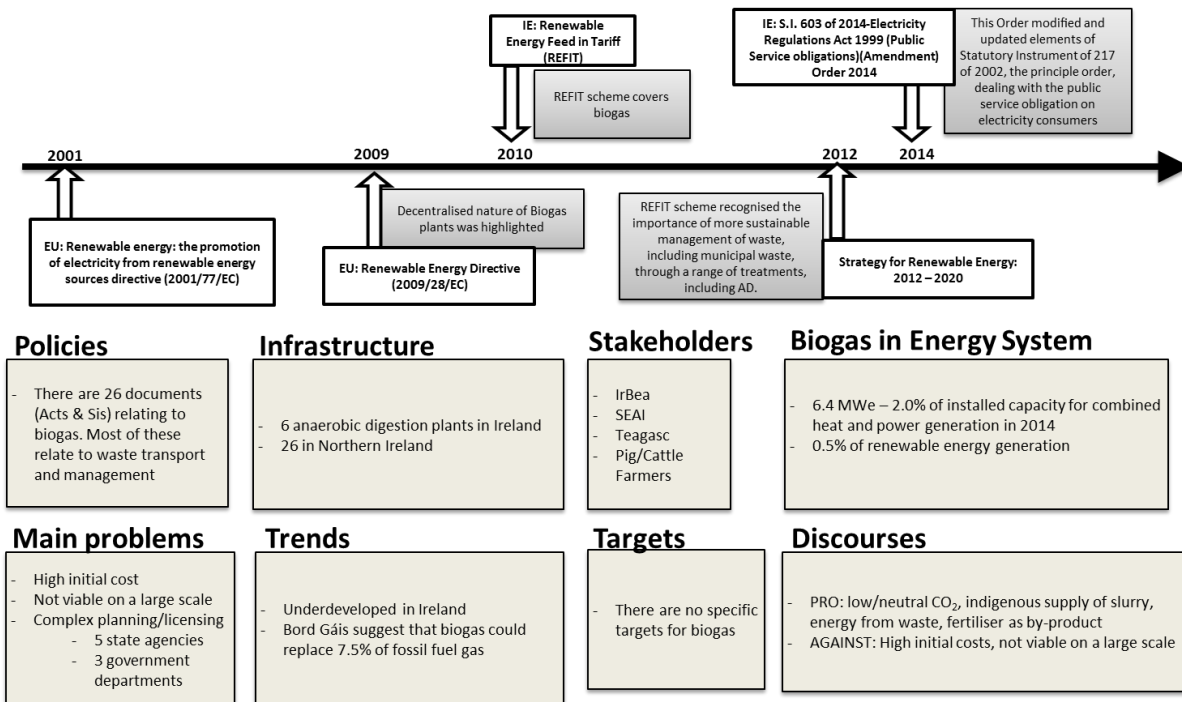 IE: Renewable
Energy Feed in Tariff
(REFIT)
REFIT scheme covers
biogas
IE: S.I. 603 of 2014-Electricity
Regulations Act 1999 (Public
Service obligations)(Amendment)
Order 2014
This Order modified and
updated elements of
Statutory Instrument of 217
of 2002, the principle order,
dealing with the public
service obligation on
electricity consumers
2001
2009
2010
2012
2014
EU: Renewable energy: the promotion
of electricity from renewable energy
sources directive (2001/77/EC)
Decentralised nature of Biogas
plants was highlighted
EU: Renewable Energy Directive
(2009/28/EC)
REFIT scheme recognised the
importance of more sustainable
management of waste,
including municipal waste,
through a range of treatments,
including AD.
Strategy for Renewable Energy:
2012 – 2020
Policies
- There are 26 documents
(Acts & Sis) relating to
biogas. Most of these
relate to waste transport
and management
Infrastructure
- 6 anaerobic digestion plants in Ireland
- 26 in Northern Ireland
Stakeholders
- IrBea
- SEAI
- Teagasc
- Pig/Cattle
Farmers
Biogas in Energy System
- 6.4 MWe – 2.0% of installed capacity for combined
heat and power generation in 2014
- 0.5% of renewable energy generation
Main problems
- High initial cost
- Not viable on a large scale
- Complex planning/licensing
- 5 state agencies
- 3 government
departments
Trends
- Underdeveloped in Ireland
- Bord Gáis suggest that biogas could
replace 7.5% of fossil fuel gas
Targets
- There are no specific
targets for biogas
Discourses
- PRO: low/neutral CO₂, indigenous supply of slurry,
energy from waste, fertiliser as by-product
- AGAINST: High initial costs, not viable on a large scale